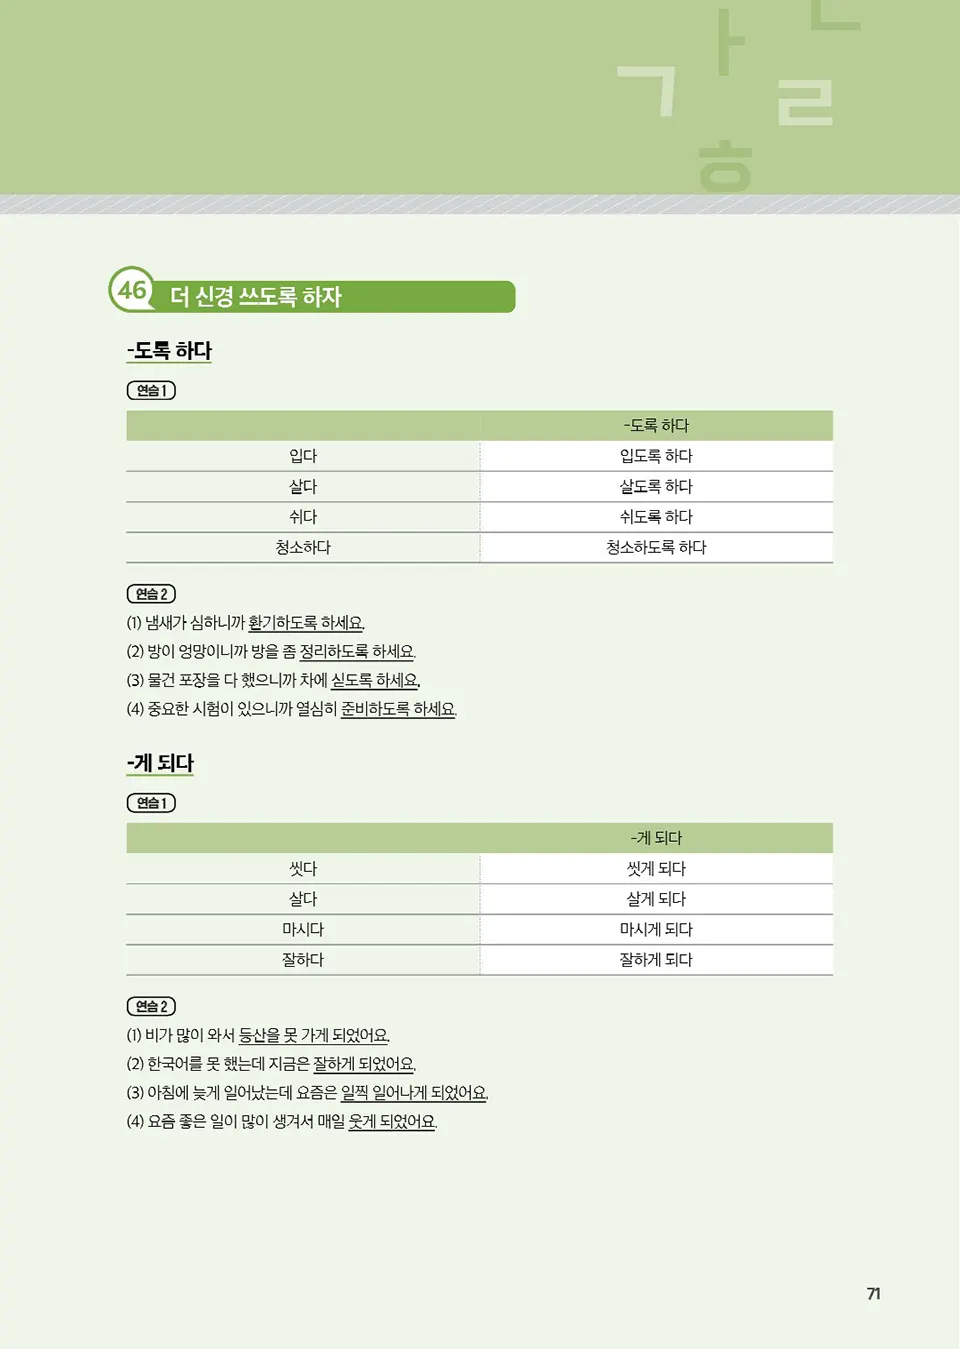 ㄱ ㅏ ㄴ ㄹ ㅎ
46 더 신경 쓰도록 하자
-도록 하다
연습 1
-도록 하다
입다 입도록 하다
살다 살도록 하다
쉬다 쉬도록 하다
청소하다 청소하도록 하다
연습 2
(1) 냄새가 심하니까 환기하도록 하세요.
(2) 방이 엉망이니까 방을 좀 정리하도록 하세요.
(3) 물건 포장을 다 했으니까 차에 싣도록 하세요.
(4) 중요한 시험이 있으니까 열심히 준비하도록 하세요.
-게 되다
연습 1
-게 되다
씻다 씻게 되다
살다 살게 되다
마시다 마시게 되다
잘하다 잘하게 되다
연습 2
(1) 비가 많이 와서 등산을 못 가게 되었어요.
(2) 한국어를 못 했는데 지금은 잘하게 되었어요.
(3) 아침에 늦게 일어났는데 요즘은 일찍 일어나게 되었어요.
(4) 요즘 좋은 일이 많이 생겨서 매일 웃게 되었어요.
71